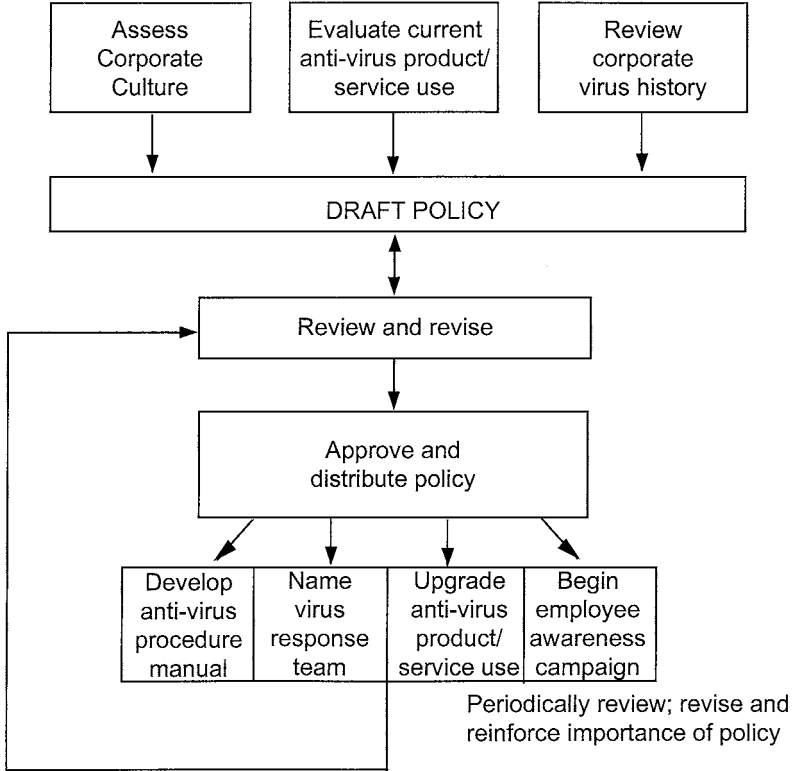 Assess
Corporate
Culture
Evaluate current
anti-virus product/
service use
Review
corporate
virus history
DRAFT POLICY
Review and revise
Approve and
distribute policy
Develop
anti-virus
procedure
manual
Name
virus
response
team
Upgrade
anti-virus
product/
service use
Begin
employee
awareness
campaign
Periodically review; revise and
reinforce importance of policy